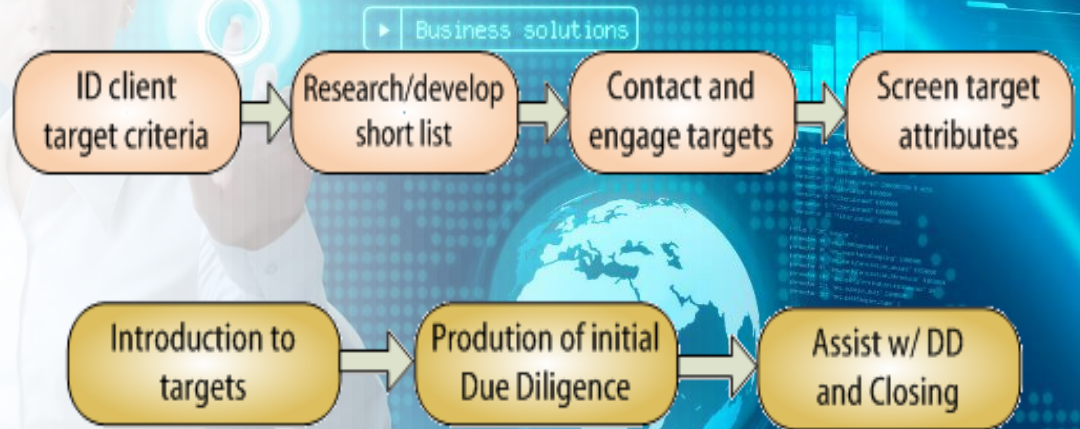 Business solutions
ID client
target criteria
Research/develop
short list
Contact and
engage targets
Screen target
attributes
Introduction to
targets
Prodution of initial
Due Diligence
Assist w/ DD
and Closing